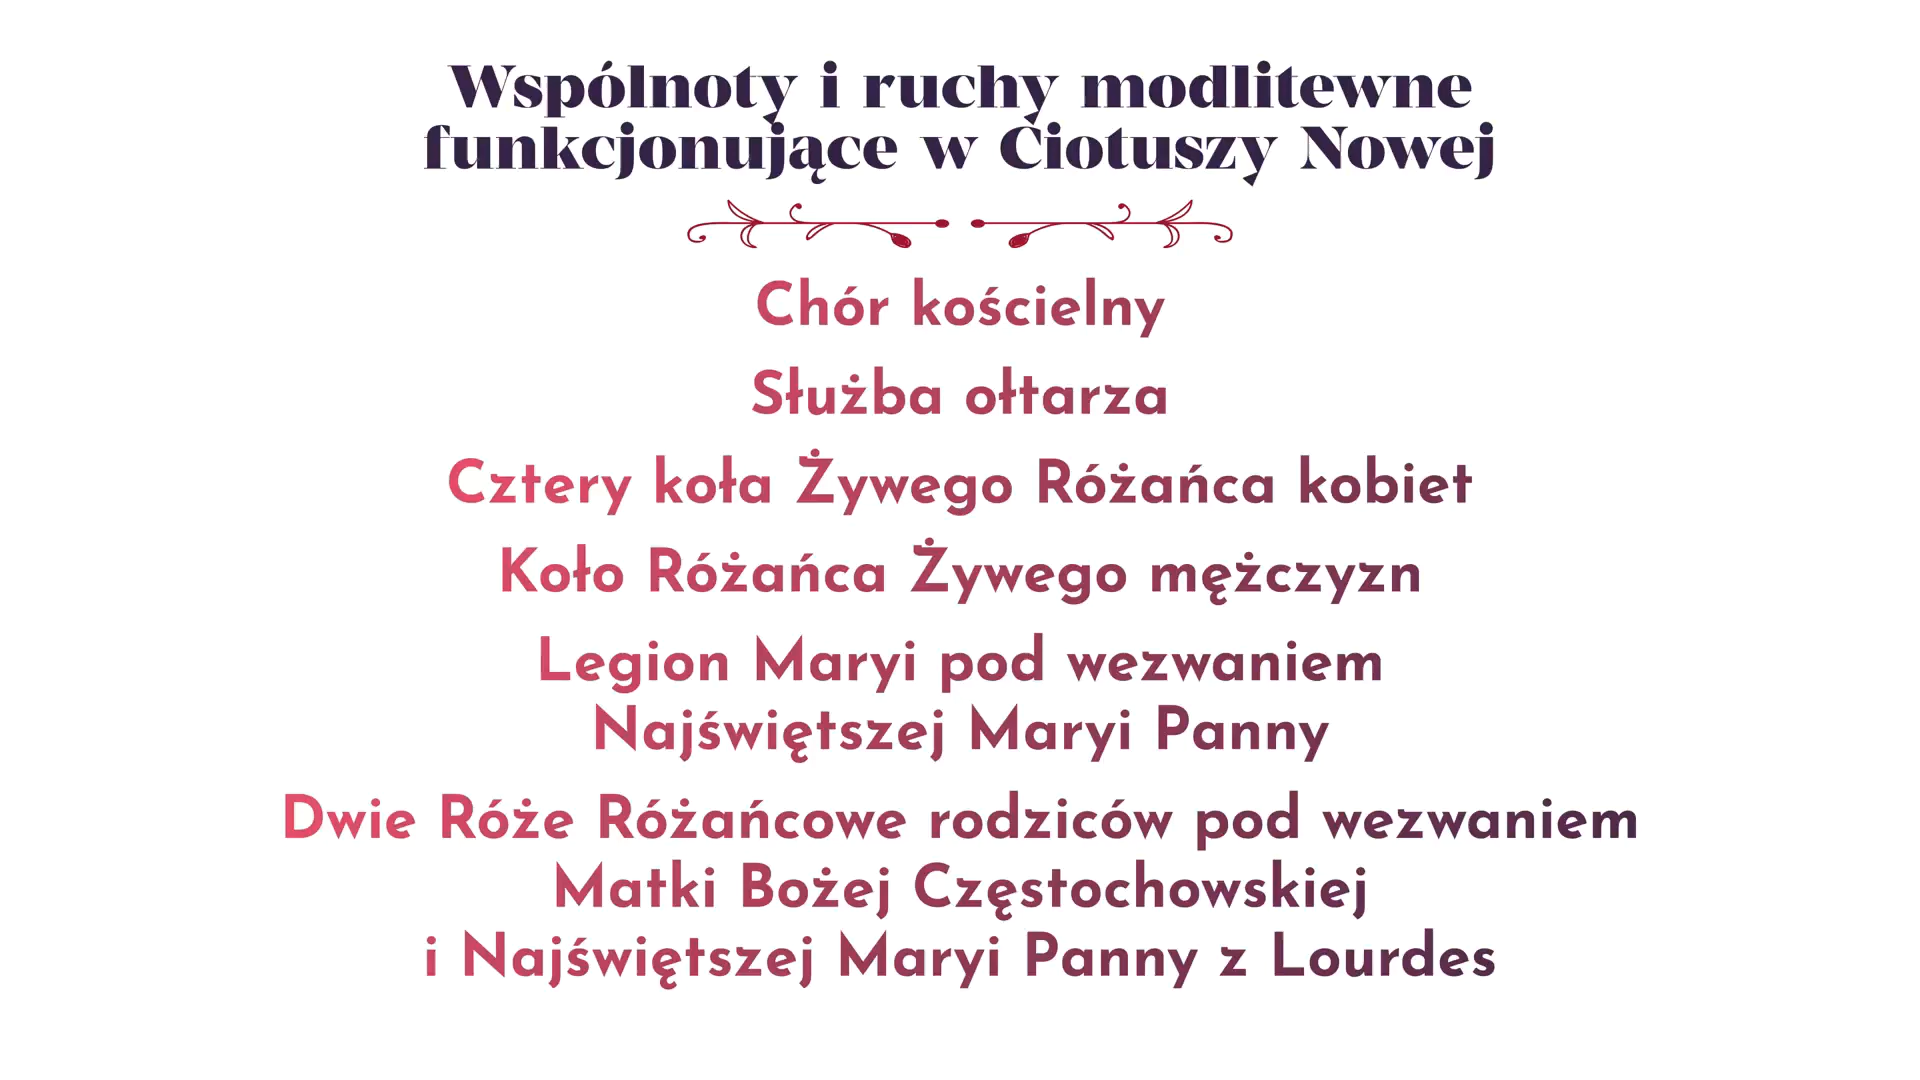 Wspólnoty i ruchy modlitewne
funkcjonujące w Ciotuszy Nowej
Chór kościelny
Służba ołtarza
Cztery koła Żywego Różańca kobiet
Koło Różańca Żywego mężczyzn
Legion Maryi pod wezwaniem
Najświętszej Maryi Panny
Dwie Róże Różańcowe rodziców pod wezwaniem
Matki Bożej Częstochowskiej
i Najświętszej Maryi Panny z Lourdes